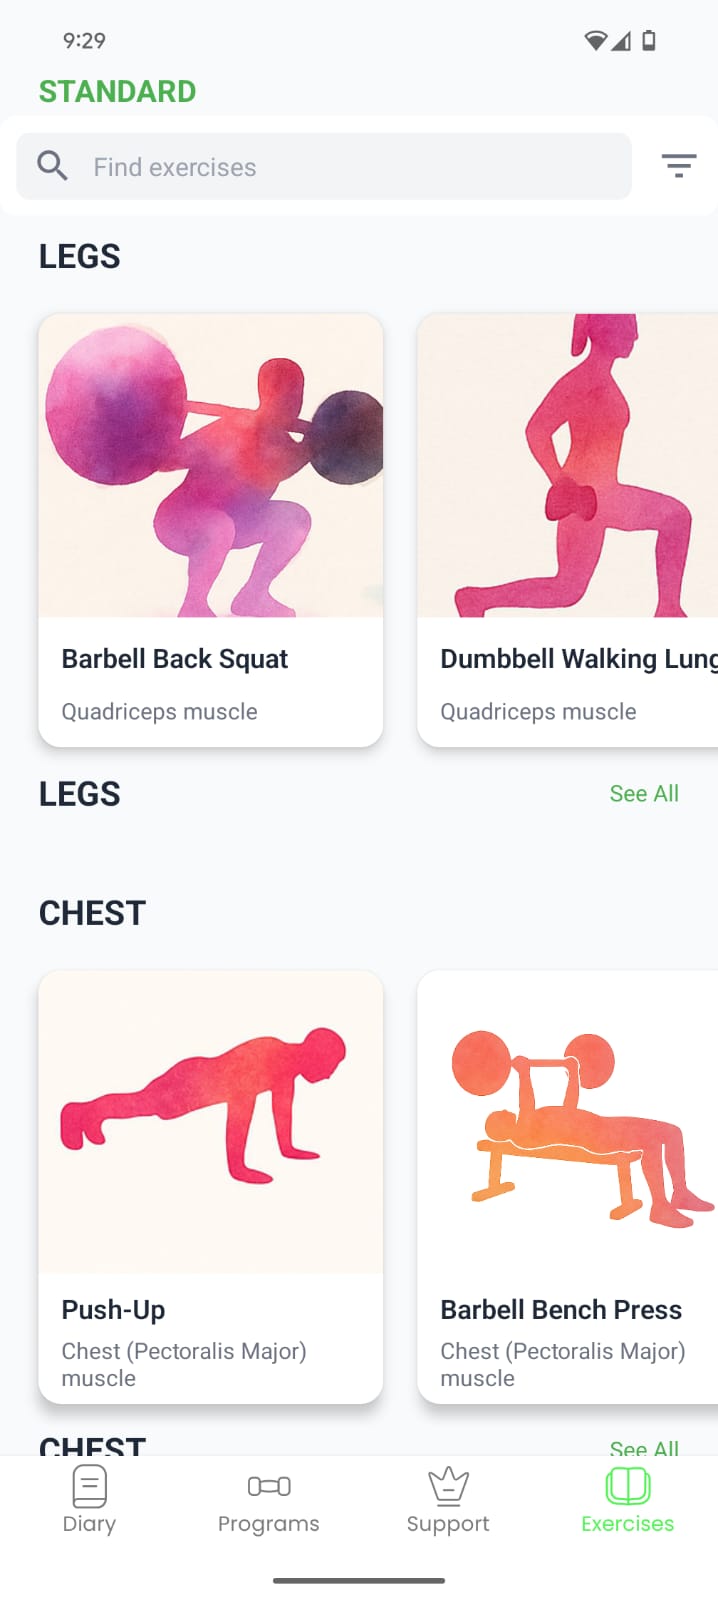 9:29
STANDARD
Find exercises
LEGS
Barbell Back Squat
Quadriceps muscle
Dumbbell Walking Lung
Quadriceps muscle
LEGS
See All
CHEST
Push-Up
Chest (Pectoralis Major)
muscle
Barbell Bench Press
Chest (Pectoralis Major)
muscle
CHEST
See All
Diary
Programs
Support
Exercises